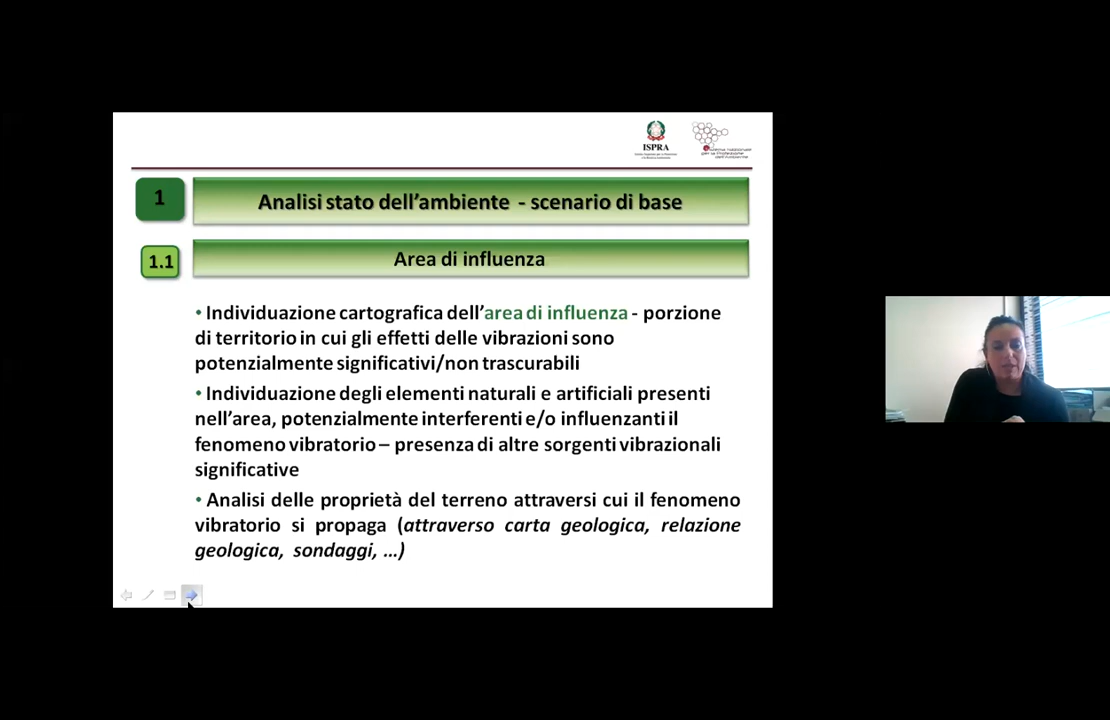 ISPRA
1
Analisi stato dell'ambiente - scenario di base
1.1
Area di influenza
• Individuazione cartografica dell'area di influenza - porzione
di territorio in cui gli effetti delle vibrazioni sono
potenzialmente significativi/non trascurabili
• Individuazione degli elementi naturali e artificiali presenti
nell'area, potenzialmente interferenti e/o influenzanti il
fenomeno vibratorio – presenza di altre sorgenti vibrazionali
significative
• Analisi delle proprietà del terreno attraversi cui il fenomeno
vibratorio si propaga (attraverso carta geologica, relazione
geologica, sondaggi, ...)